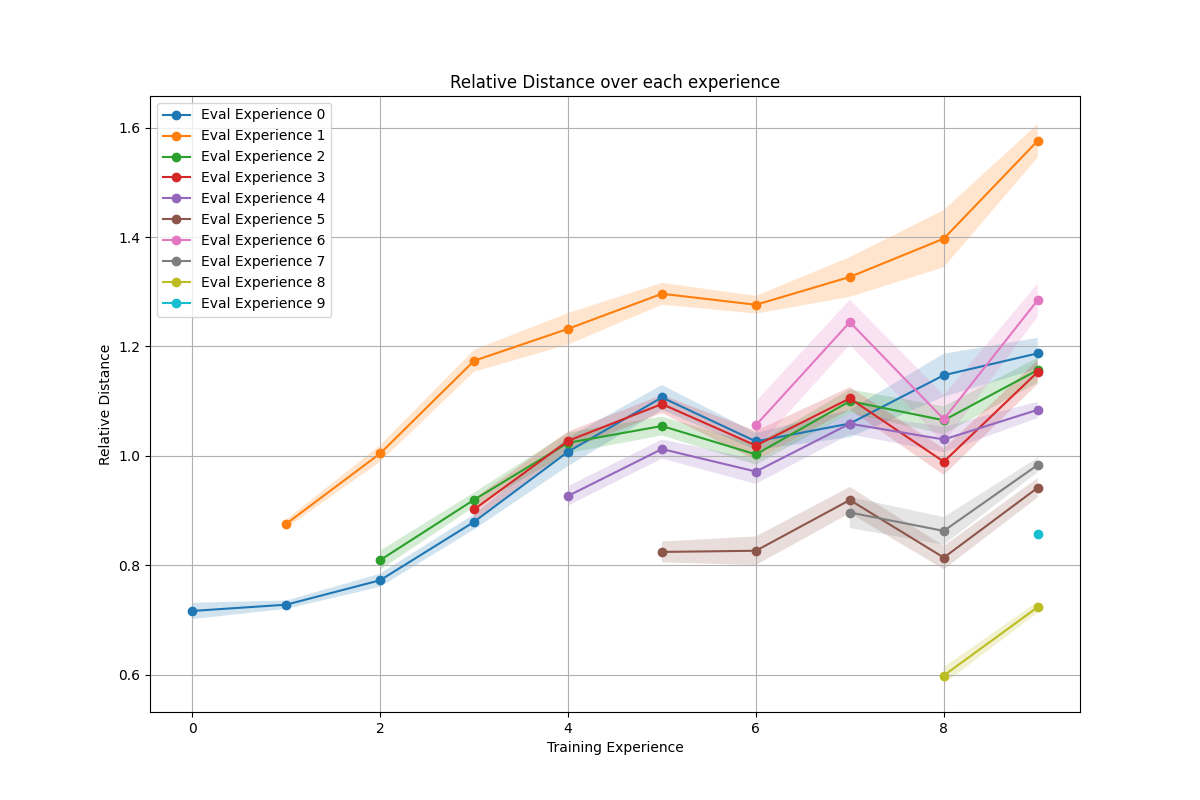 Relative Distance over each experience
Eval Experience 0
Eval Experience 1
Eval Experience 2
Eval Experience 3
Eval Experience 4
Eval Experience 5
Eval Experience 6
Eval Experience 7
Eval Experience 8
Eval Experience 9
1.6
1.4
1.2
1.0
0.8
0.6
Relative Distance
0 2 4 6 8
Training Experience